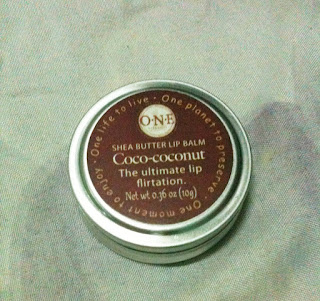 One life to live · One planet to preserve · One moment to enjoy ·
O·N·E
SHEA BUTTER LIP BALM
Coco-coconut
The ultimate lip
flirtation.
Net wt 0.36 oz (10g)